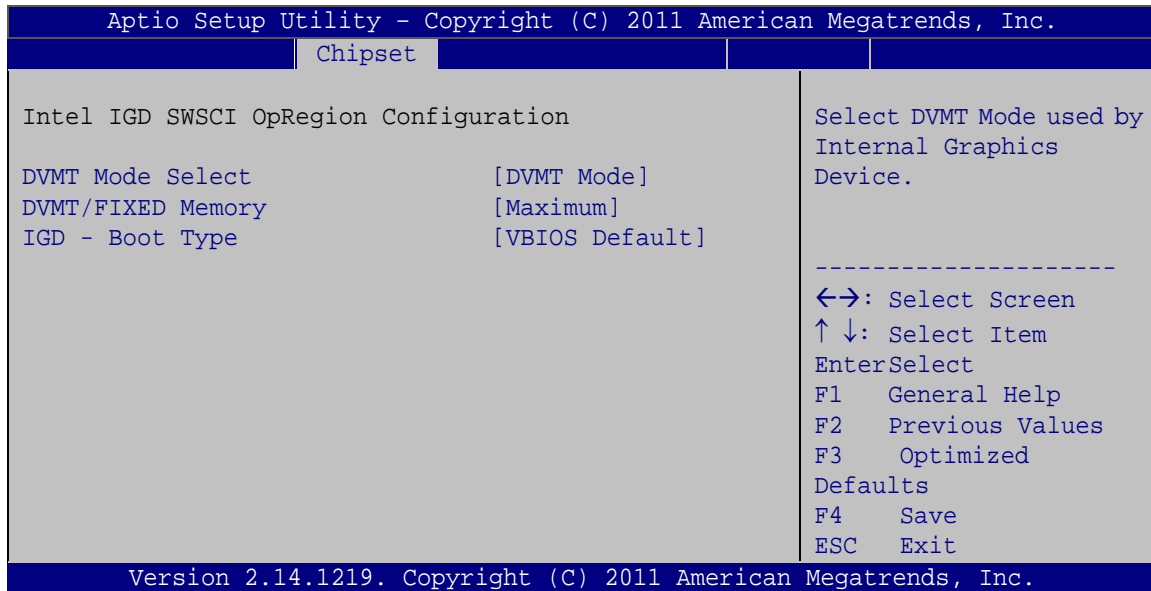 Aptio Setup Utility – Copyright (C) 2011 American Megatrends, Inc.
Chipset
Intel IGD SWSCI OpRegion Configuration
DVMT Mode Select [DVMT Mode]
DVMT/FIXED Memory [Maximum]
IGD - Boot Type [VBIOS Default]
Select DVMT Mode used by
Internal Graphics
Device.
---------------------
←→: Select Screen
↑ ↓: Select Item
EnterSelect
F1 General Help
F2 Previous Values
F3 Optimized
Defaults
F4 Save
ESC Exit
Version 2.14.1219. Copyright (C) 2011 American Megatrends, Inc.